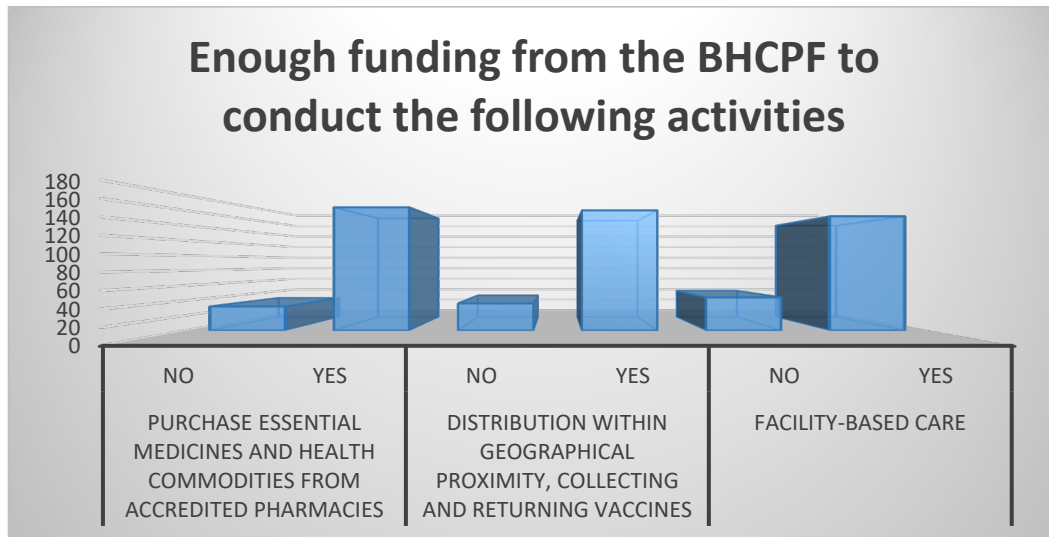 Enough funding from the BHCPF to
conduct the following activities
180
160
140
120
100
80
60
40
20
0
NO YES NO YES NO YES
PURCHASE ESSENTIAL
MEDICINES AND HEALTH
COMMODITIES FROM
ACCREDITED PHARMACIES
DISTRIBUTION WITHIN
GEOGRAPHICAL
PROXIMITY, COLLECTING
AND RETURNING VACCINES
FACILITY-BASED CARE